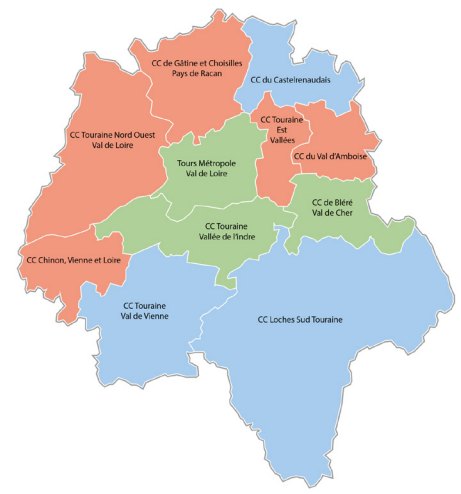 CC de Gâtine et Choisilles
Pays de Racan
CC du Castelrenaudais
CC Touraine Nord Ouest
Val de Loire
CC Touraine
Est
Vallées
CC du Val d'Amboise
Tours Métropole
Val de Loire
CC de Bléré
Val de Cher
CC Touraine
Vallée de l'Indre
CC Chinon, Vienne et Loire
CC Touraine
Val de Vienne
CC Loches Sud Touraine